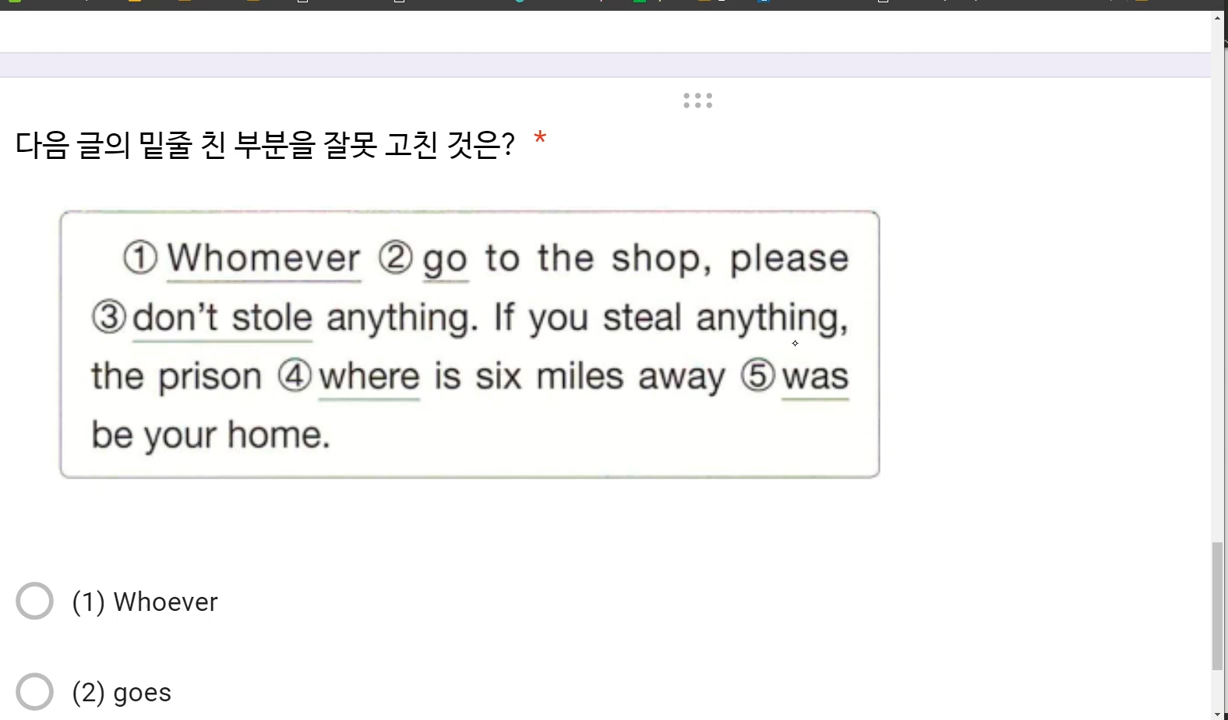 다음 글의 밑줄 친 부분을 잘못 고친 것은? *
① Whomever ② go to the shop, please
③ don't stole anything. If you steal anything,
the prison ④ where is six miles away ⑤ was
be your home.
(1) Whoever
(2) goes